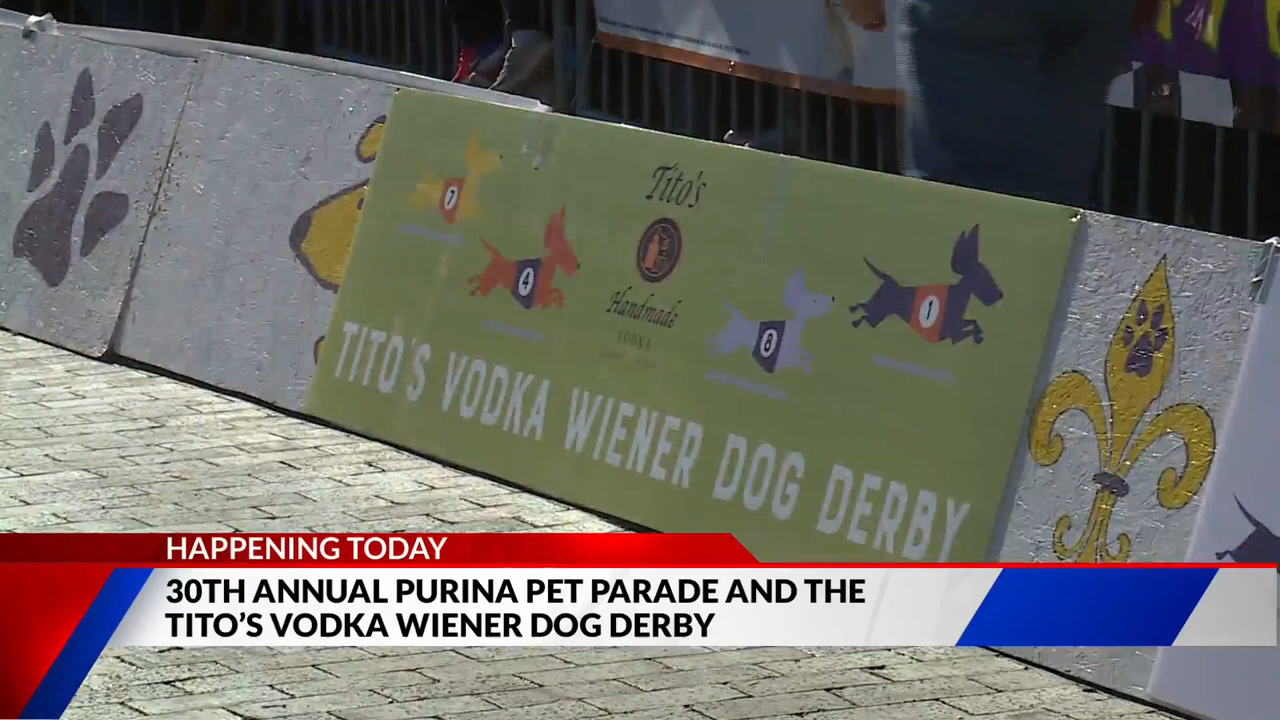 7
4
Tito's
Handmade
VODKA
8
1
TITO'S VODKA WIENER DOG DERBY
HAPPENING TODAY
30TH ANNUAL PURINA PET PARADE AND THE
TITO’S VODKA WIENER DOG DERBY